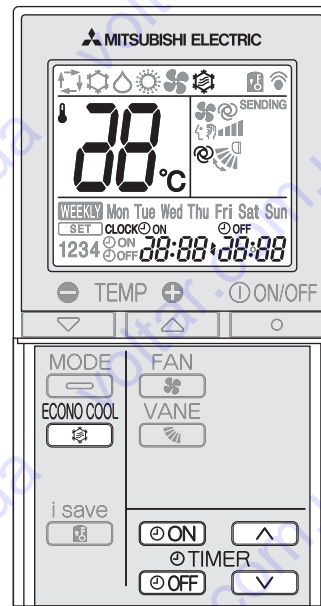 MITSUBISHI ELECTRIC
SENDING
88
°C
WEEKLY Mon Tue Wed Thu Fri Sat Sun
SET CLOCK ON OFF
1234 ON OFF 88:88 88:88
TEMP ON/OFF
MODE FAN
ECONO COOL VANE
i save
ON
TIMER
OFF